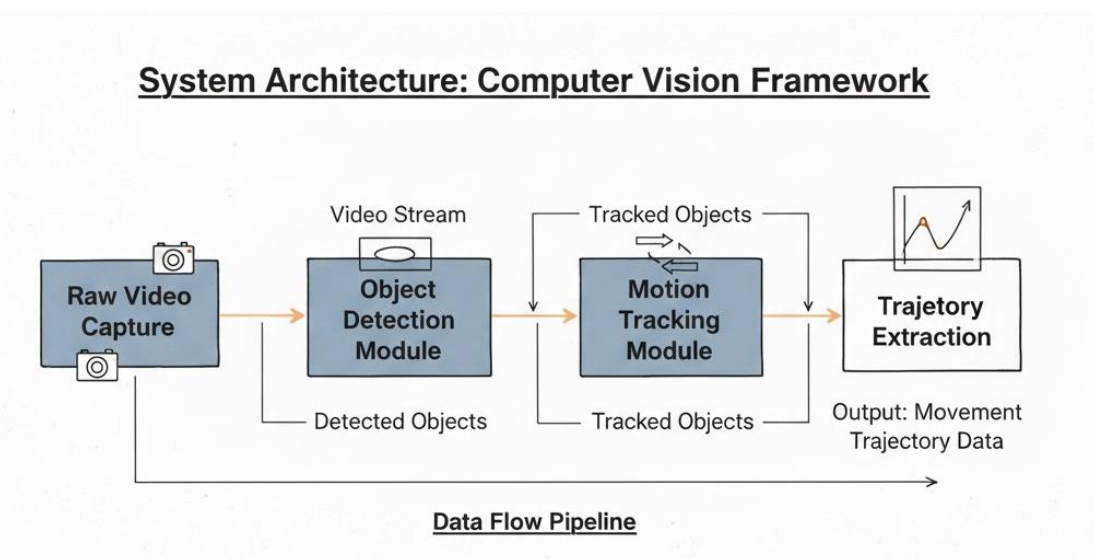 System Architecture: Computer Vision Framework
Video Stream
Tracked Objects
Raw Video
Capture
Object
Detection
Module
Motion
Tracking
Module
Trajetory
Extraction
Detected Objects
Tracked Objects
Output: Movement
Trajectory Data
Data Flow Pipeline